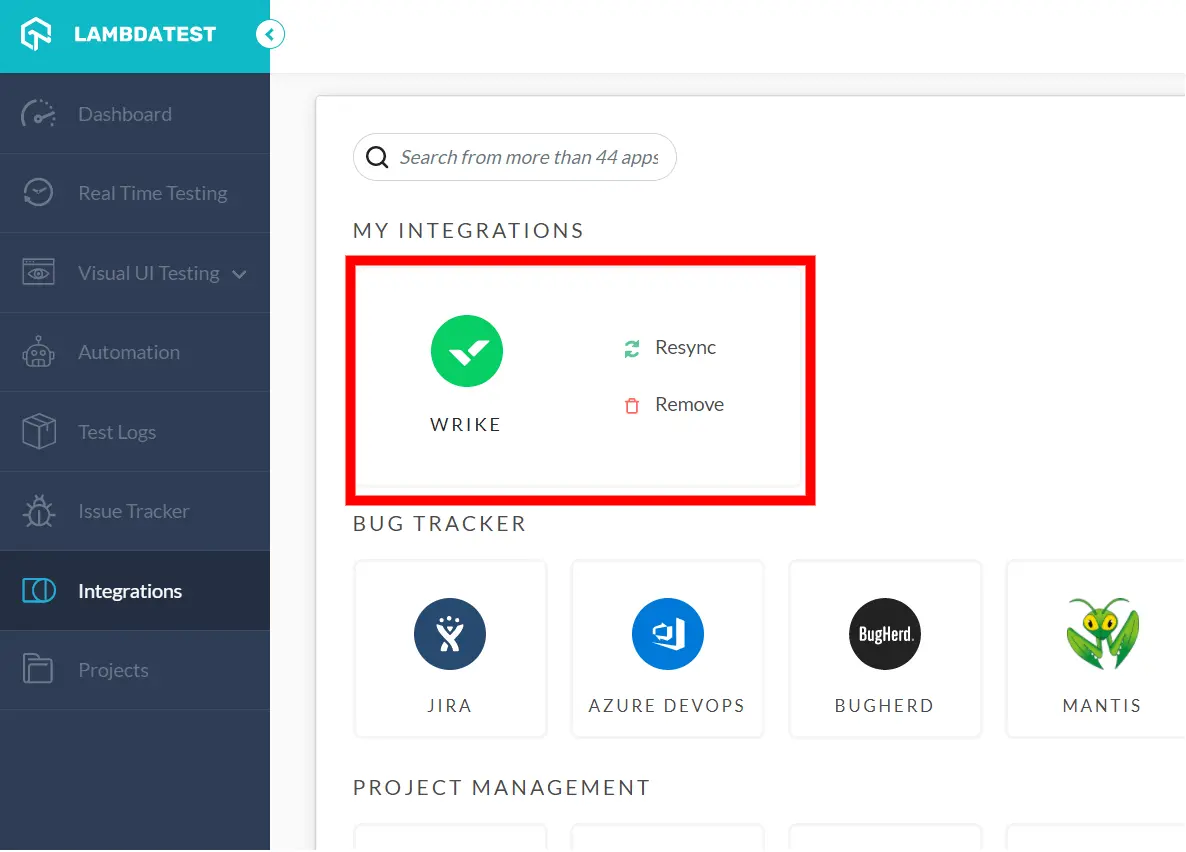 LAMBDATEST
Dashboard
Real Time Testing
Visual UI Testing
Automation
Test Logs
Issue Tracker
Integrations
Projects
Search from more than 44 apps
MY INTEGRATIONS
WRIKE
Resync
Remove
BUG TRACKER
JIRA
AZURE DEVOPS
BugHerd.
BUGHERD
MANTIS
PROJECT MANAGEMENT